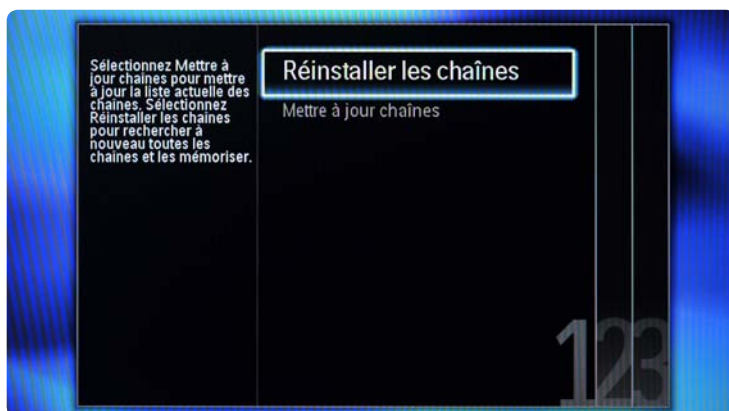 Sélectionnez Mettre à
jour chaînes pour mettre
à jour la liste actuelle des
chaînes. Sélectionnez
Réinstaller les chaînes
pour rechercher à
nouveau toutes les
chaînes et les mémoriser.
Réinstaller les chaînes
Mettre à jour chaînes
123